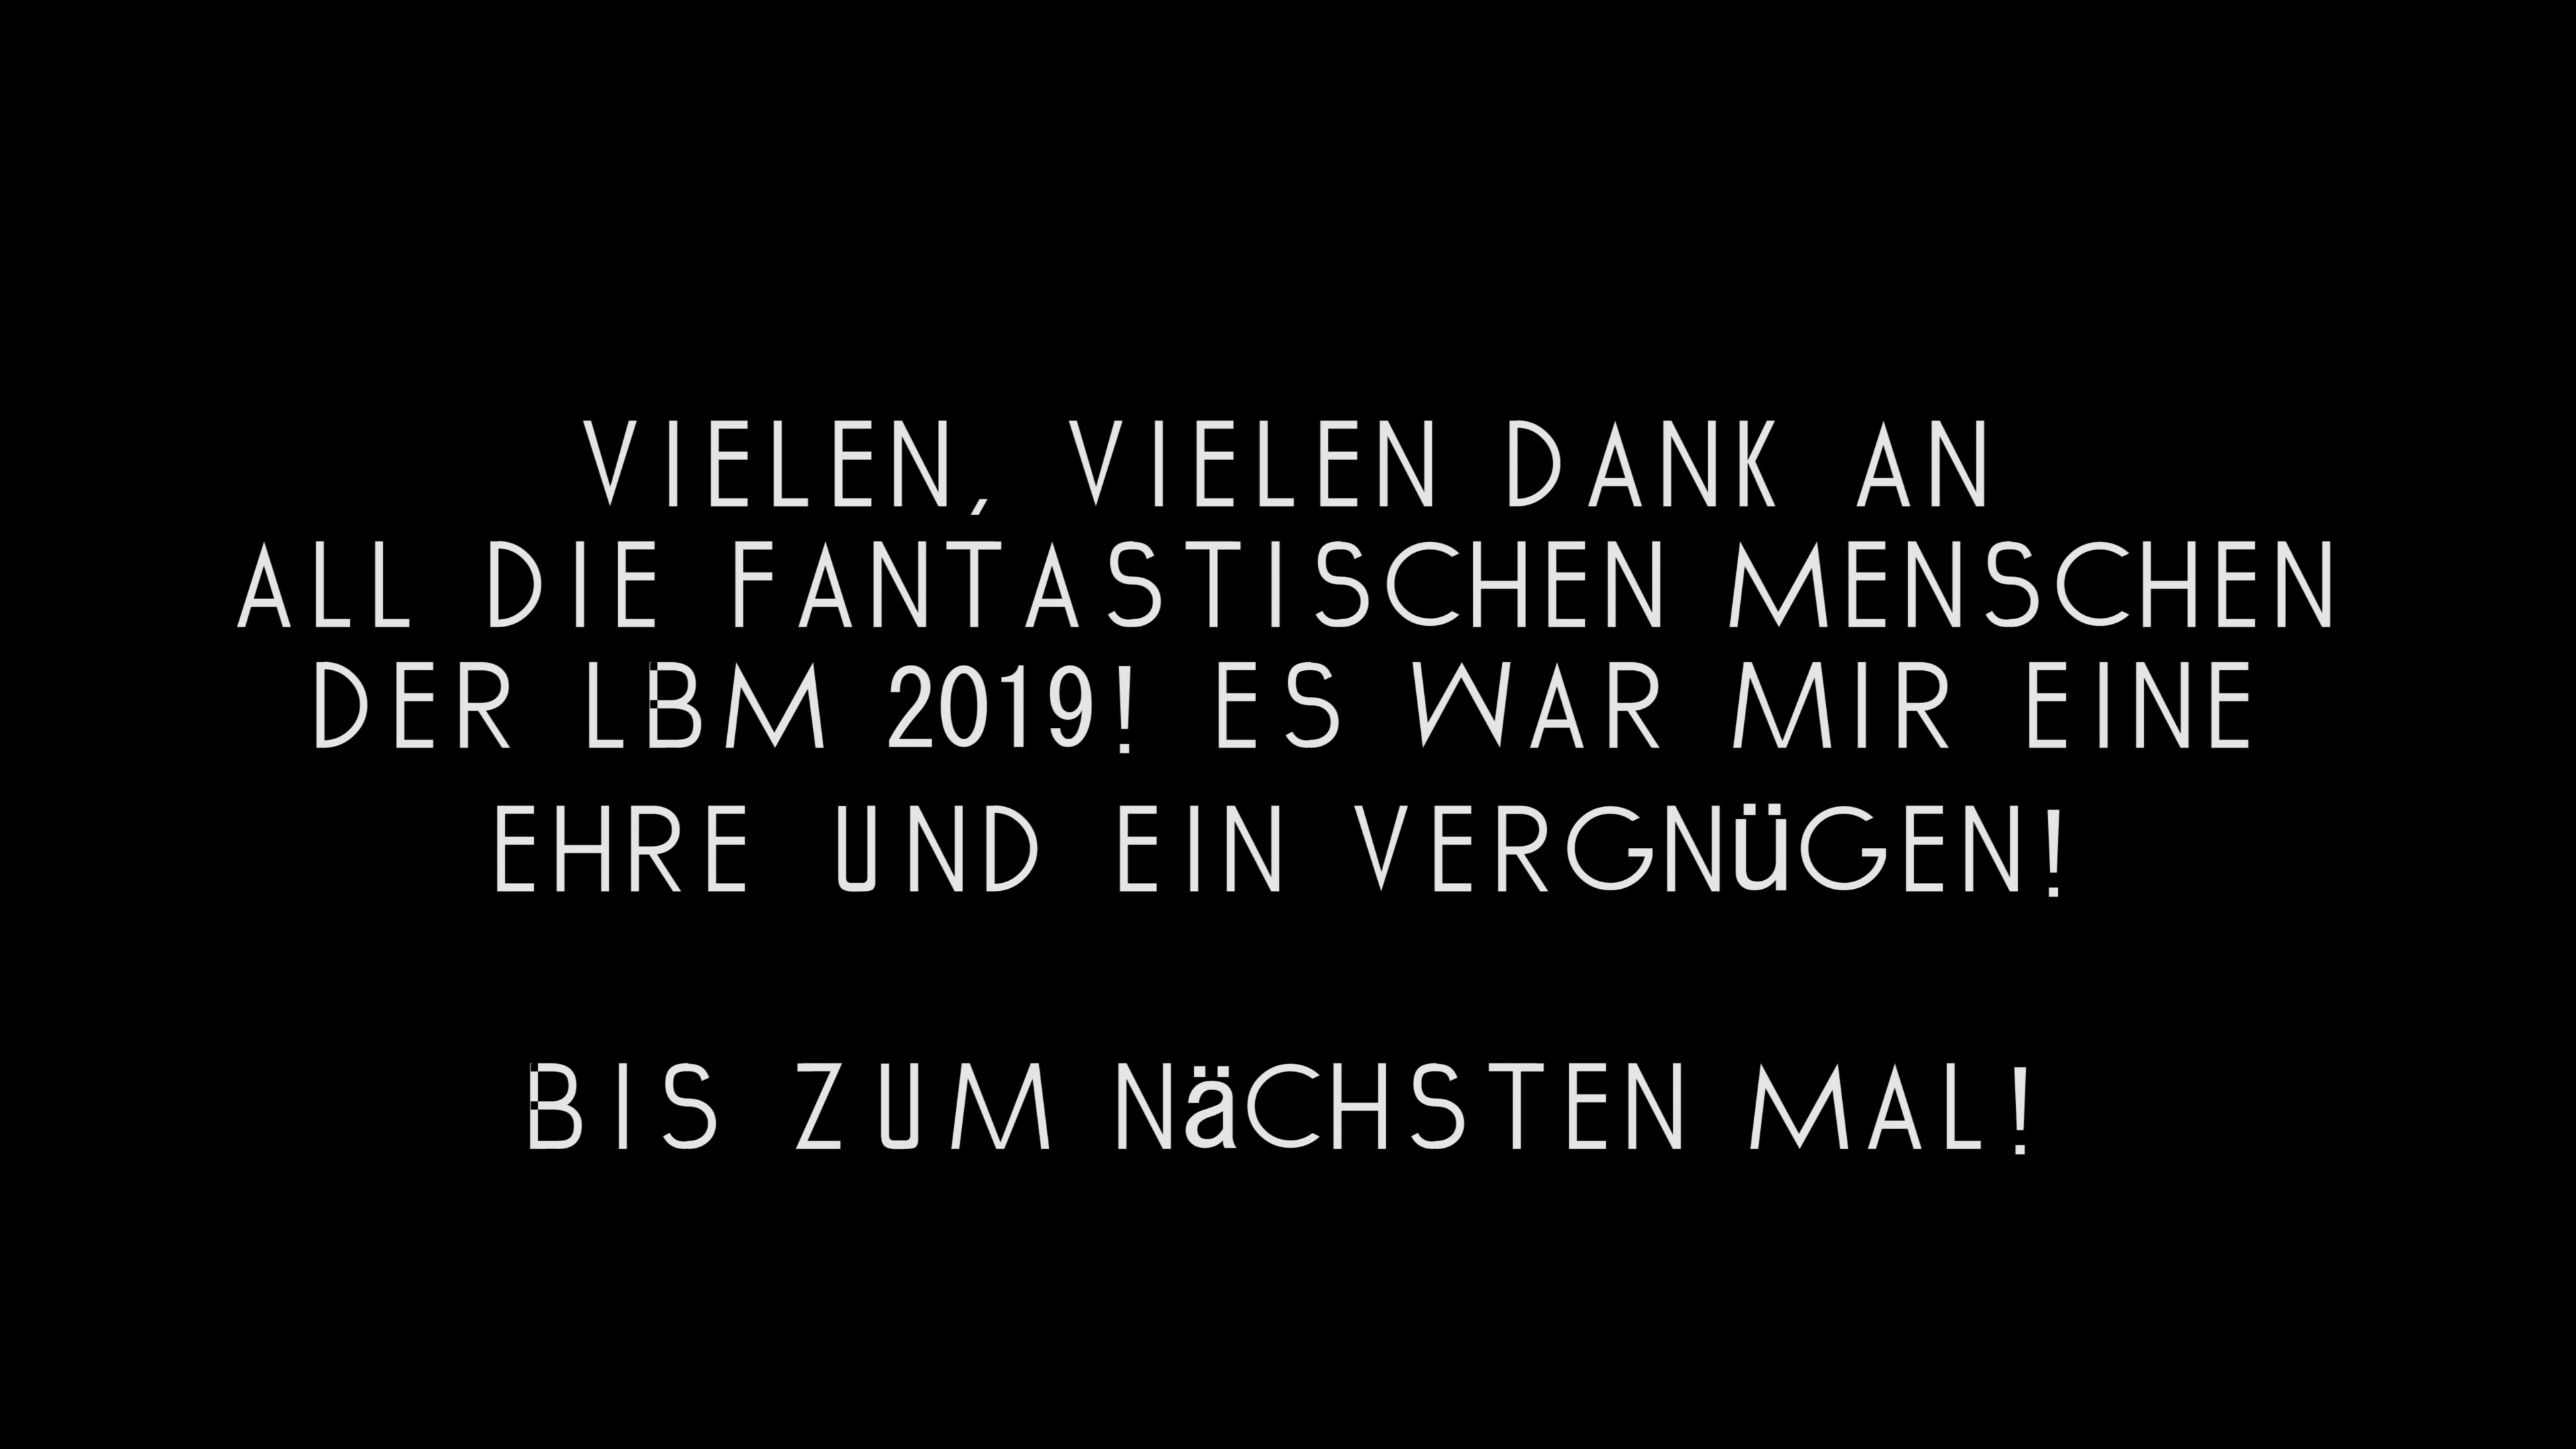 VIELEN, VIELEN DANK AN
ALL DIE FANTASTISCHEN MENSCHEN
DER LBM 2019! ES WAR MIR EINE
EHRE UND EIN VERGNüGEN!
BIS ZUM NäCHSTEN MAL!